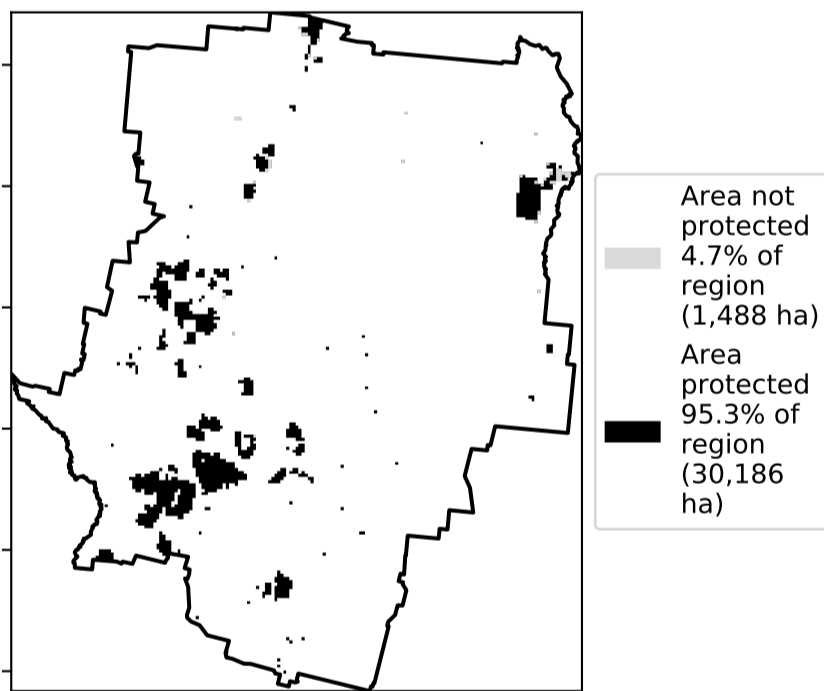 Area not
protected
4.7% of
region
(1,488 ha)
Area
protected
95.3% of
region
(30,186
ha)